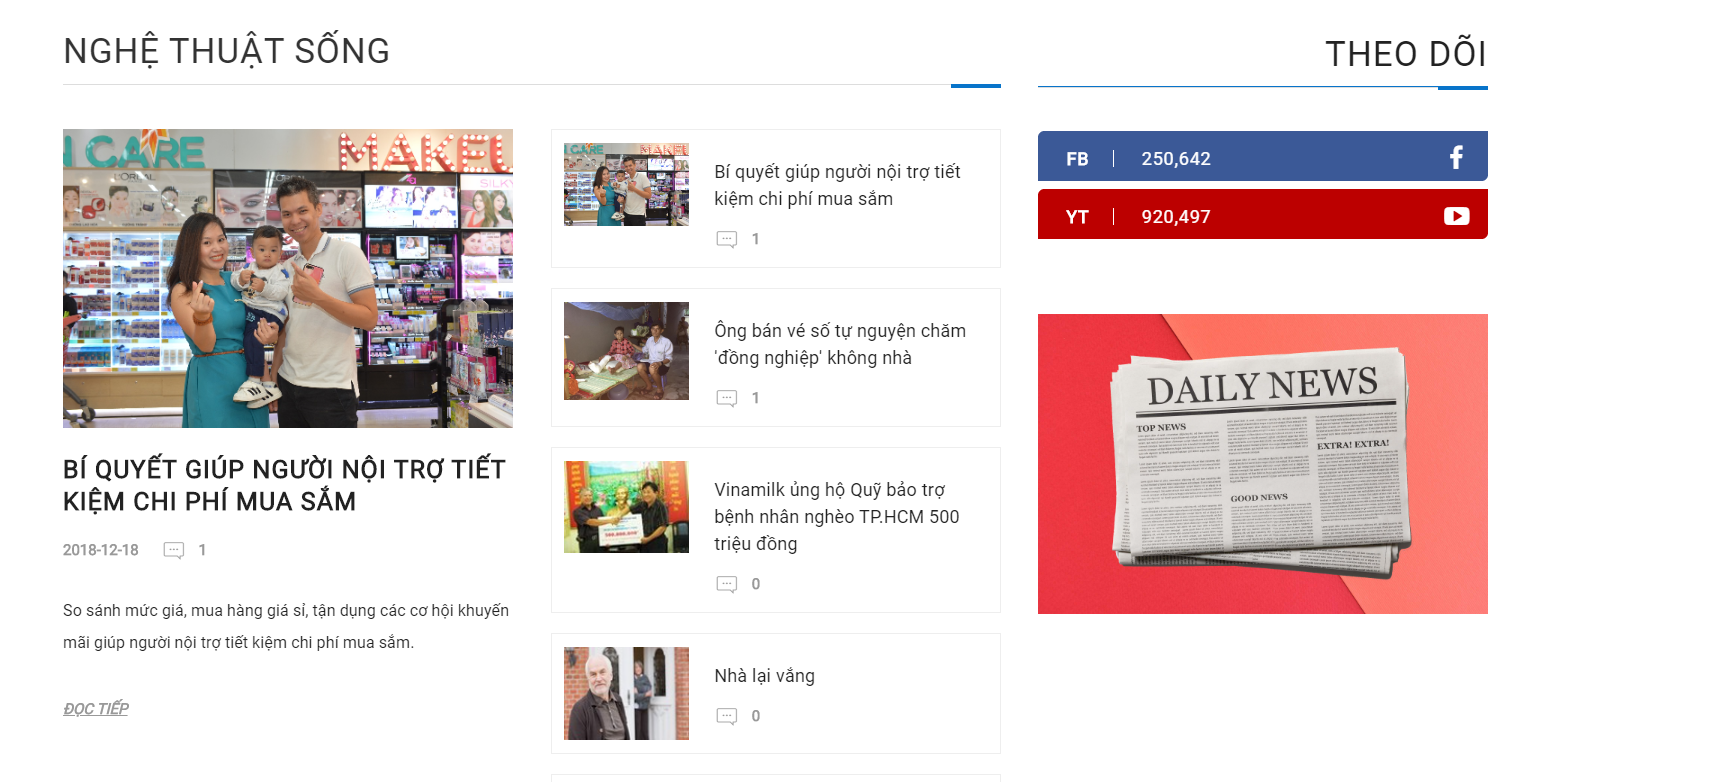 NGHỆ THUẬT SỐNG
THEO DÕI
N CARE
MAKEU
L'ORÉAL
SILKY
BÍ QUYẾT GIÚP NGƯỜI NỘI TRỢ TIẾT
KIỆM CHI PHÍ MUA SẮM
2018-12-18 1
So sánh mức giá, mua hàng giá sỉ, tận dụng các cơ hội khuyến
mãi giúp người nội trợ tiết kiệm chi phí mua sắm.
ĐỌC TIẾP
Bí quyết giúp người nội trợ tiết
kiệm chi phí mua sắm
1
Ông bán vé số tự nguyện chăm
'đồng nghiệp' không nhà
1
Vinamilk ủng hộ Quỹ bảo trợ
bệnh nhân nghèo TP.HCM 500
triệu đồng
0
Nhà lại vắng
0
FB 250,642
YT 920,497
DAILY NEWS
TOP NEWS
EXTRA! EXTRA!
GOOD NEWS